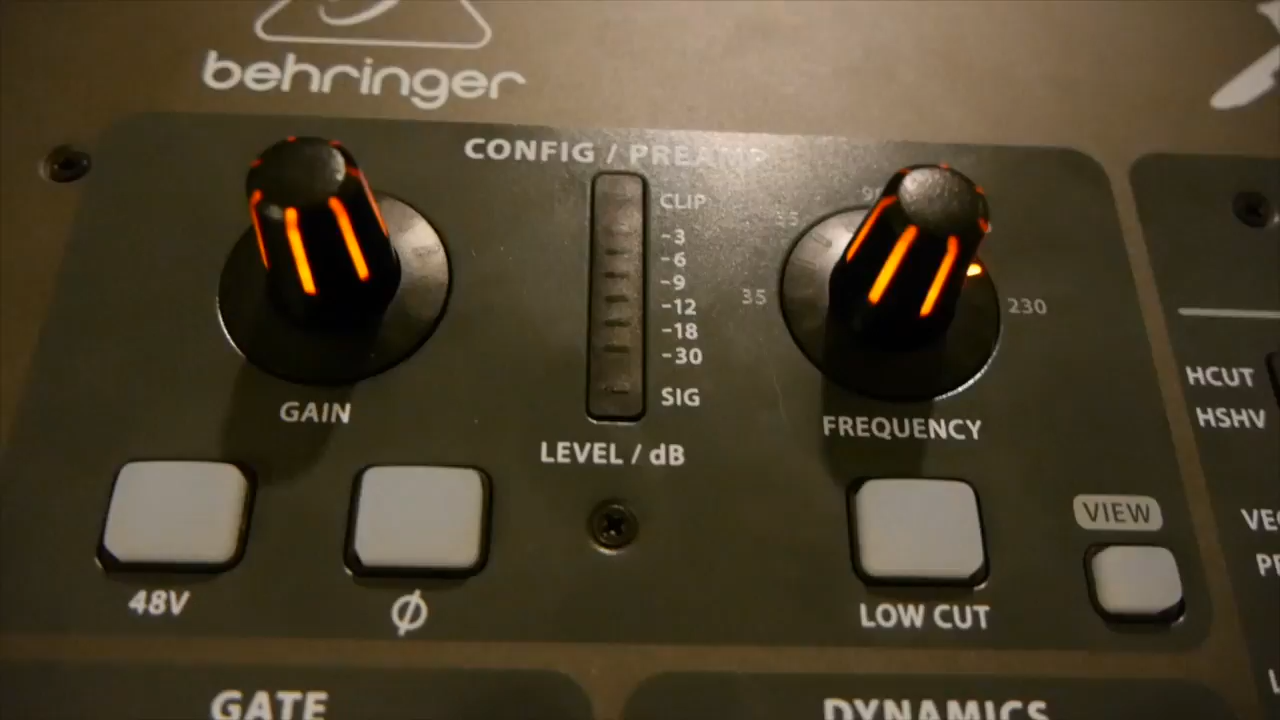 behringer
X
CONFIG / PREAMP
CLIP
-3
-6
-9
-12
-18
-30
SIG
LEVEL / dB
GAIN
35
55
230
FREQUENCY
48V
Ø
LOW CUT
VIEW
HCUT
HSHV
GATE
DYNAMICS